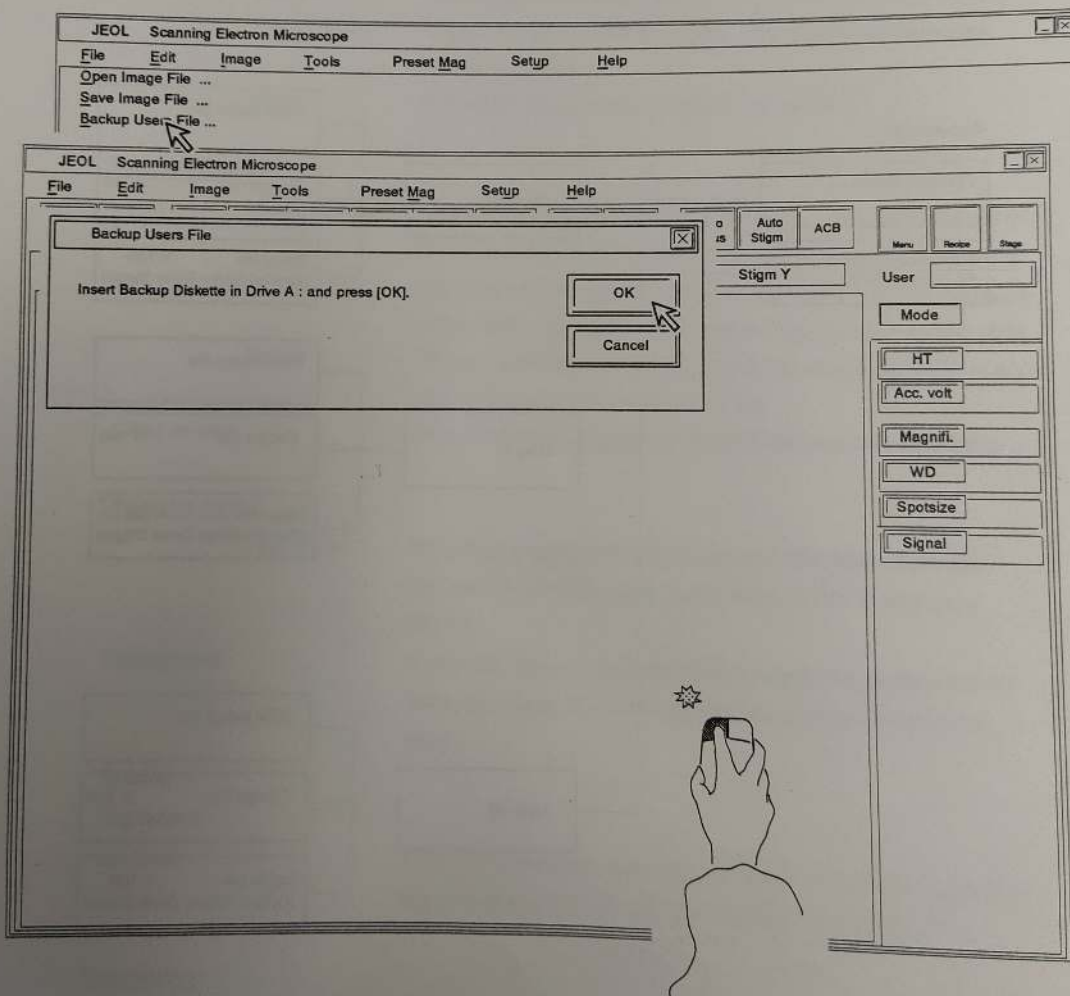 JEOL Scanning Electron Microscope
File Edit Image Tools Preset Mag Setup Help
Open Image File ...
Save Image File ...
Backup Users File ...
JEOL Scanning Electron Microscope
File Edit Image Tools Preset Mag Setup Help
Auto Stigm ACB Menu Recipe Stage
Backup Users File
Stigm Y User
Insert Backup Diskette in Drive A : and press [OK].
OK
Cancel
Mode
HT
Acc. volt
Magnifi.
WD
Spotsize
Signal